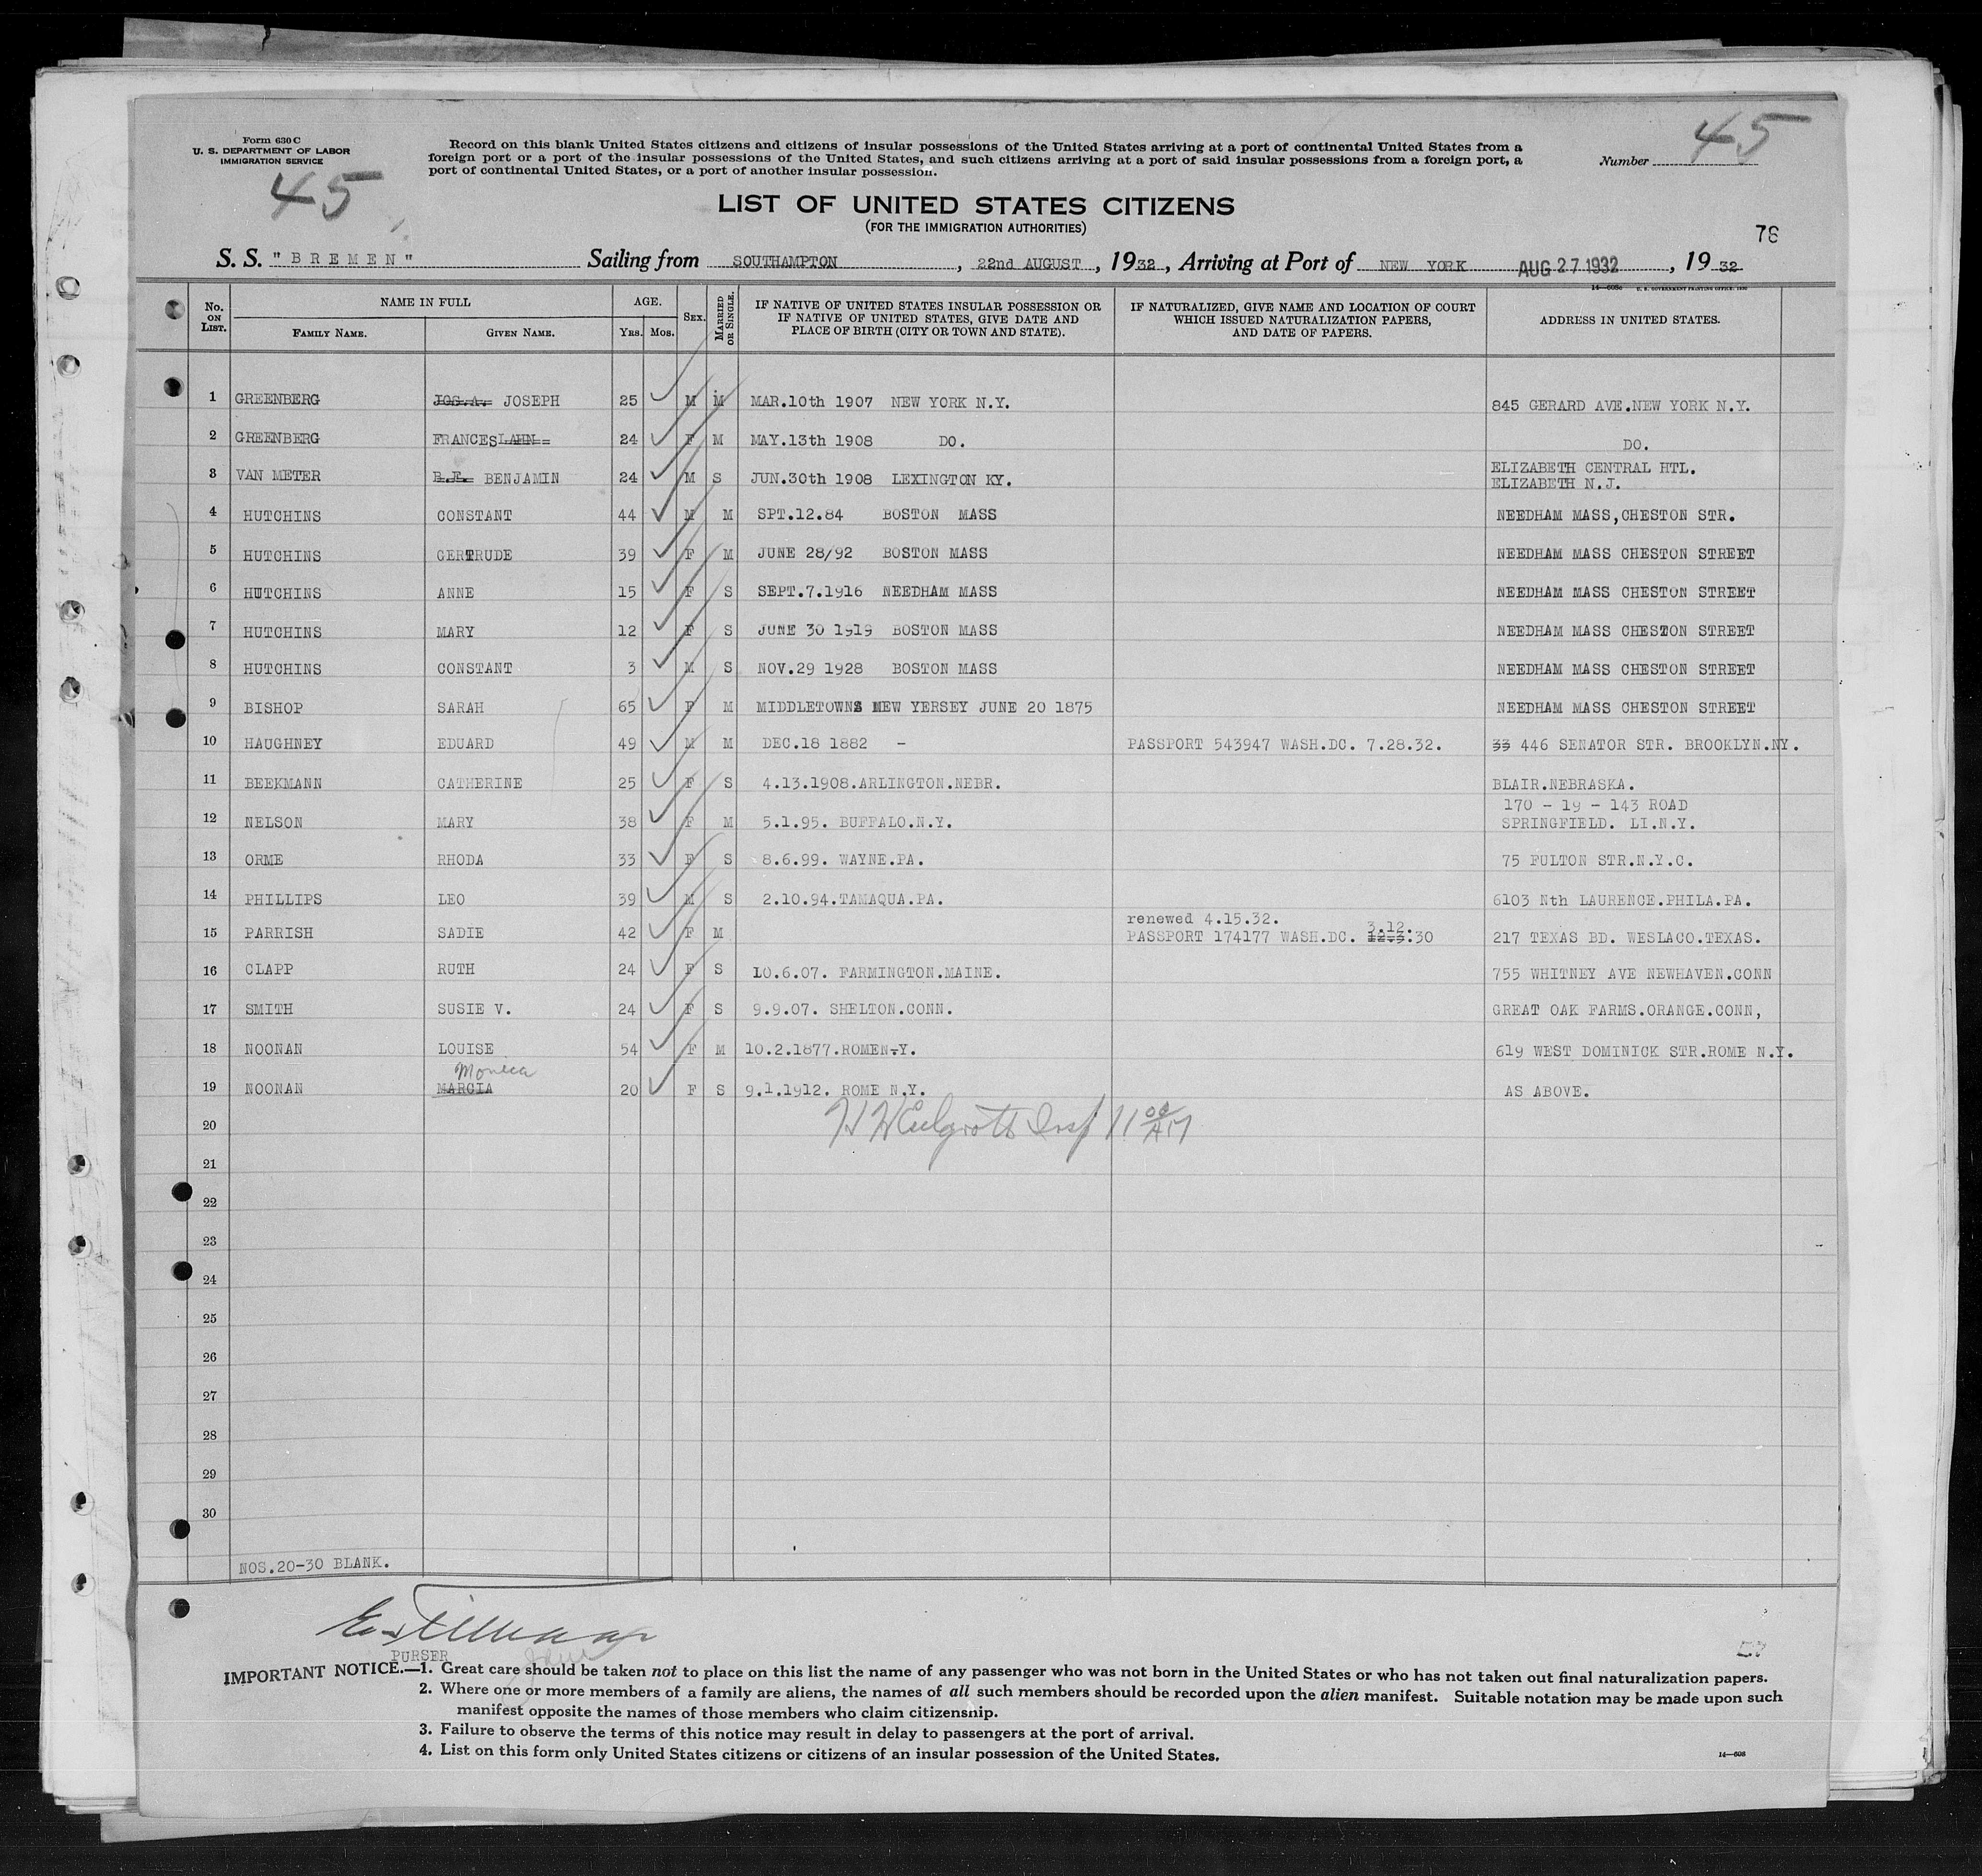 Form 630 C
U. S. DEPARTMENT OF LABOR
IMMIGRATION SERVICE
45
Record on this blank United States citizens and citizens of insular possessions of the United States arriving at a port of continental United States from a
foreign port or a port of the insular possessions of the United States, and such citizens arriving at a port of said insular possessions from a foreign port, a
port of continental United States, or a port of another insular possession.
Number 45
LIST OF UNITED STATES CITIZENS
(FOR THE IMMIGRATION AUTHORITIES)
78
S. S. "BREMEN" Sailing from SOUTHAMPTON, 22nd AUGUST, 1932, Arriving at Port of NEW YORK AUG 27 1932, 1932
No. ON LIST. NAME IN FULL FAMILY NAME. GIVEN NAME. AGE. YRS. MOS. SEX. MARRIED OR SINGLE. IF NATIVE OF UNITED STATES INSULAR POSSESSION OR IF NATIVE OF UNITED STATES, GIVE DATE AND PLACE OF BIRTH (CITY OR TOWN AND STATE). IF NATURALIZED, GIVE NAME AND LOCATION OF COURT WHICH ISSUED NATURALIZATION PAPERS, AND DATE OF PAPERS. ADDRESS IN UNITED STATES.
1 GREENBERG JOS.A. JOSEPH 25 M M MAR.10th 1907 NEW YORK N.Y. 845 GERARD AVE.NEW YORK N.Y.
2 GREENBERG FRANCES LAHN 24 F M MAY.13th 1908 DO. DO.
3 VAN METER B.F. BENJAMIN 24 M S JUN.30th 1908 LEXINGTON KY. ELIZABETH CENTRAL HTL. ELIZABETH N.J.
4 HUTCHINS CONSTANT 44 M M SPT.12.84 BOSTON MASS NEEDHAM MASS,CHESTON STR.
5 HUTCHINS GERTRUDE 39 F M JUNE 28/92 BOSTON MASS NEEDHAM MASS CHESTON STREET
6 HUTCHINS ANNE 15 F S SEPT.7.1916 NEEDHAM MASS NEEDHAM MASS CHESTON STREET
7 HUTCHINS MARY 12 F S JUNE 30 1919 BOSTON MASS NEEDHAM MASS CHESTON STREET
8 HUTCHINS CONSTANT 3 M S NOV.29 1928 BOSTON MASS NEEDHAM MASS CHESTON STREET
9 BISHOP SARAH 65 F M MIDDLETOWNS NEW YERSEY JUNE 20 1875 NEEDHAM MASS CHESTON STREET
10 HAUGHNEY EDUARD 49 M M DEC.18 1882 - PASSPORT 543947 WASH.DC. 7.28.32. 33 446 SENATOR STR. BROOKLYN.NY.
11 BEEKMANN CATHERINE 25 F S 4.13.1908.ARLINGTON.NEBR. BLAIR.NEBRASKA.
12 NELSON MARY 38 F M 5.1.95. BUFFALO.N.Y. 170 - 19 - 143 ROAD SPRINGFIELD. LI.N.Y.
13 ORME RHODA 33 F S 8.6.99. WAYNE.PA. 75 FULTON STR.N.Y.C.
14 PHILLIPS LEO 39 M S 2.10.94.TAMAQUA.PA. 6103 Nth LAURENCE.PHILA.PA.
15 PARRISH SADIE 42 F M renewed 4.15.32. PASSPORT 174177 WASH.DC. 12.3. 3.12.30 217 TEXAS BD. WESLACO.TEXAS.
16 CLAPP RUTH 24 F S 10.6.07. FARMINGTON.MAINE. 755 WHITNEY AVE NEWHAVEN.CONN
17 SMITH SUSIE V. 24 F S 9.9.07. SHELTON.CONN. GREAT OAK FARMS.ORANGE.CONN,
18 NOONAN LOUISE 54 F M 10.2.1877.ROMEN.Y. 619 WEST DOMINICK STR.ROME N.Y.
19 NOONAN MARCIA Moneca 20 F S 9.1.1912. ROME N.Y. AS ABOVE.
20 Insp 11 00 AM
21
22
23
24
25
26
27
28
29
30
NOS.20-30 BLANK.
PURSER
IMPORTANT NOTICE.—1. Great care should be taken not to place on this list the name of any passenger who was not born in the United States or who has not taken out final naturalization papers.
2. Where one or more members of a family are aliens, the names of all such members should be recorded upon the alien manifest. Suitable notation may be made upon such
manifest opposite the names of those members who claim citizenship.
3. Failure to observe the terms of this notice may result in delay to passengers at the port of arrival.
4. List on this form only United States citizens or citizens of an insular possession of the United States.
14—608